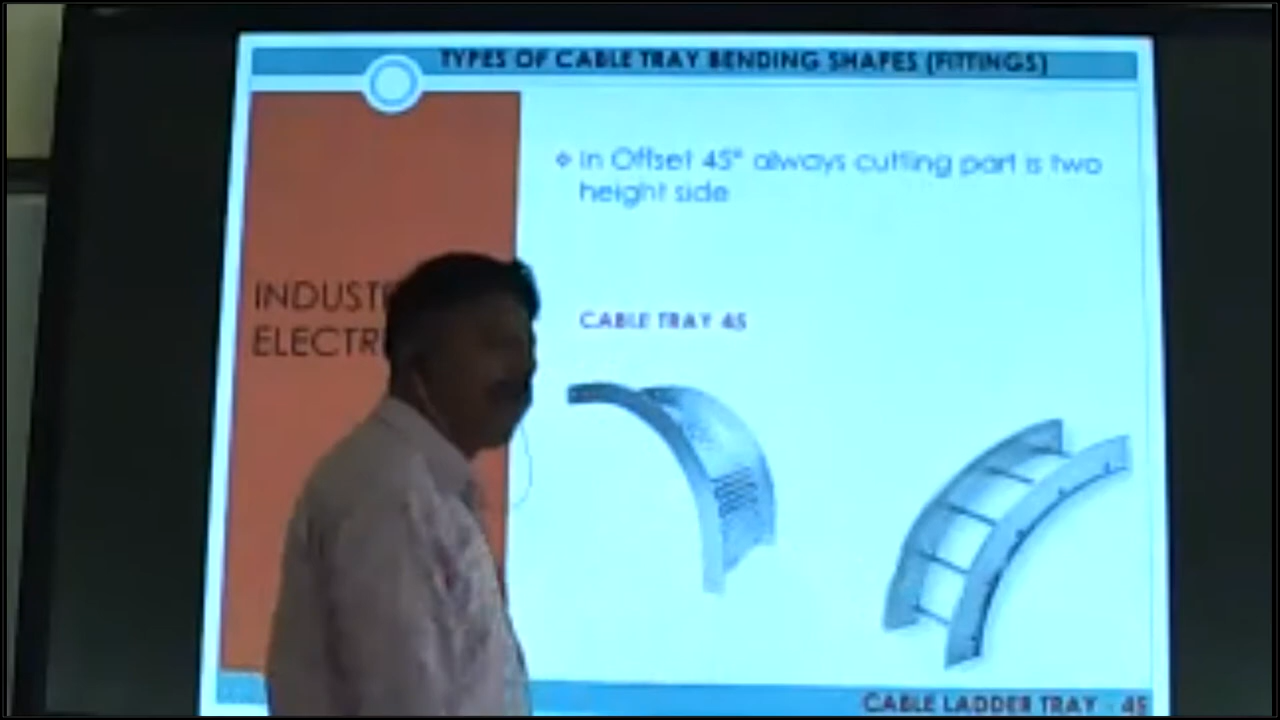 TYPES OF CABLE TRAY BENDING SHAPES (FITTINGS)
In Offset 45° always cutting part is two
height side
INDUST
ELECTR
CABLE TRAY 45
CABLE LADDER TRAY - 45